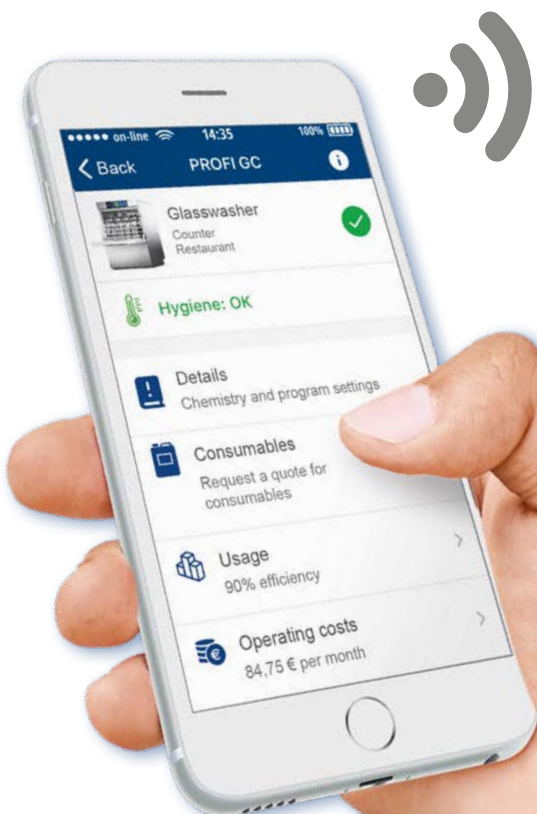 on-line 14:35 100%
Back PROFI GC i
Glasswasher
Counter
Restaurant
Hygiene: OK
Details
Chemistry and program settings
Consumables
Request a quote for
consumables
Usage
90% efficiency
Operating costs
84,75 € per month